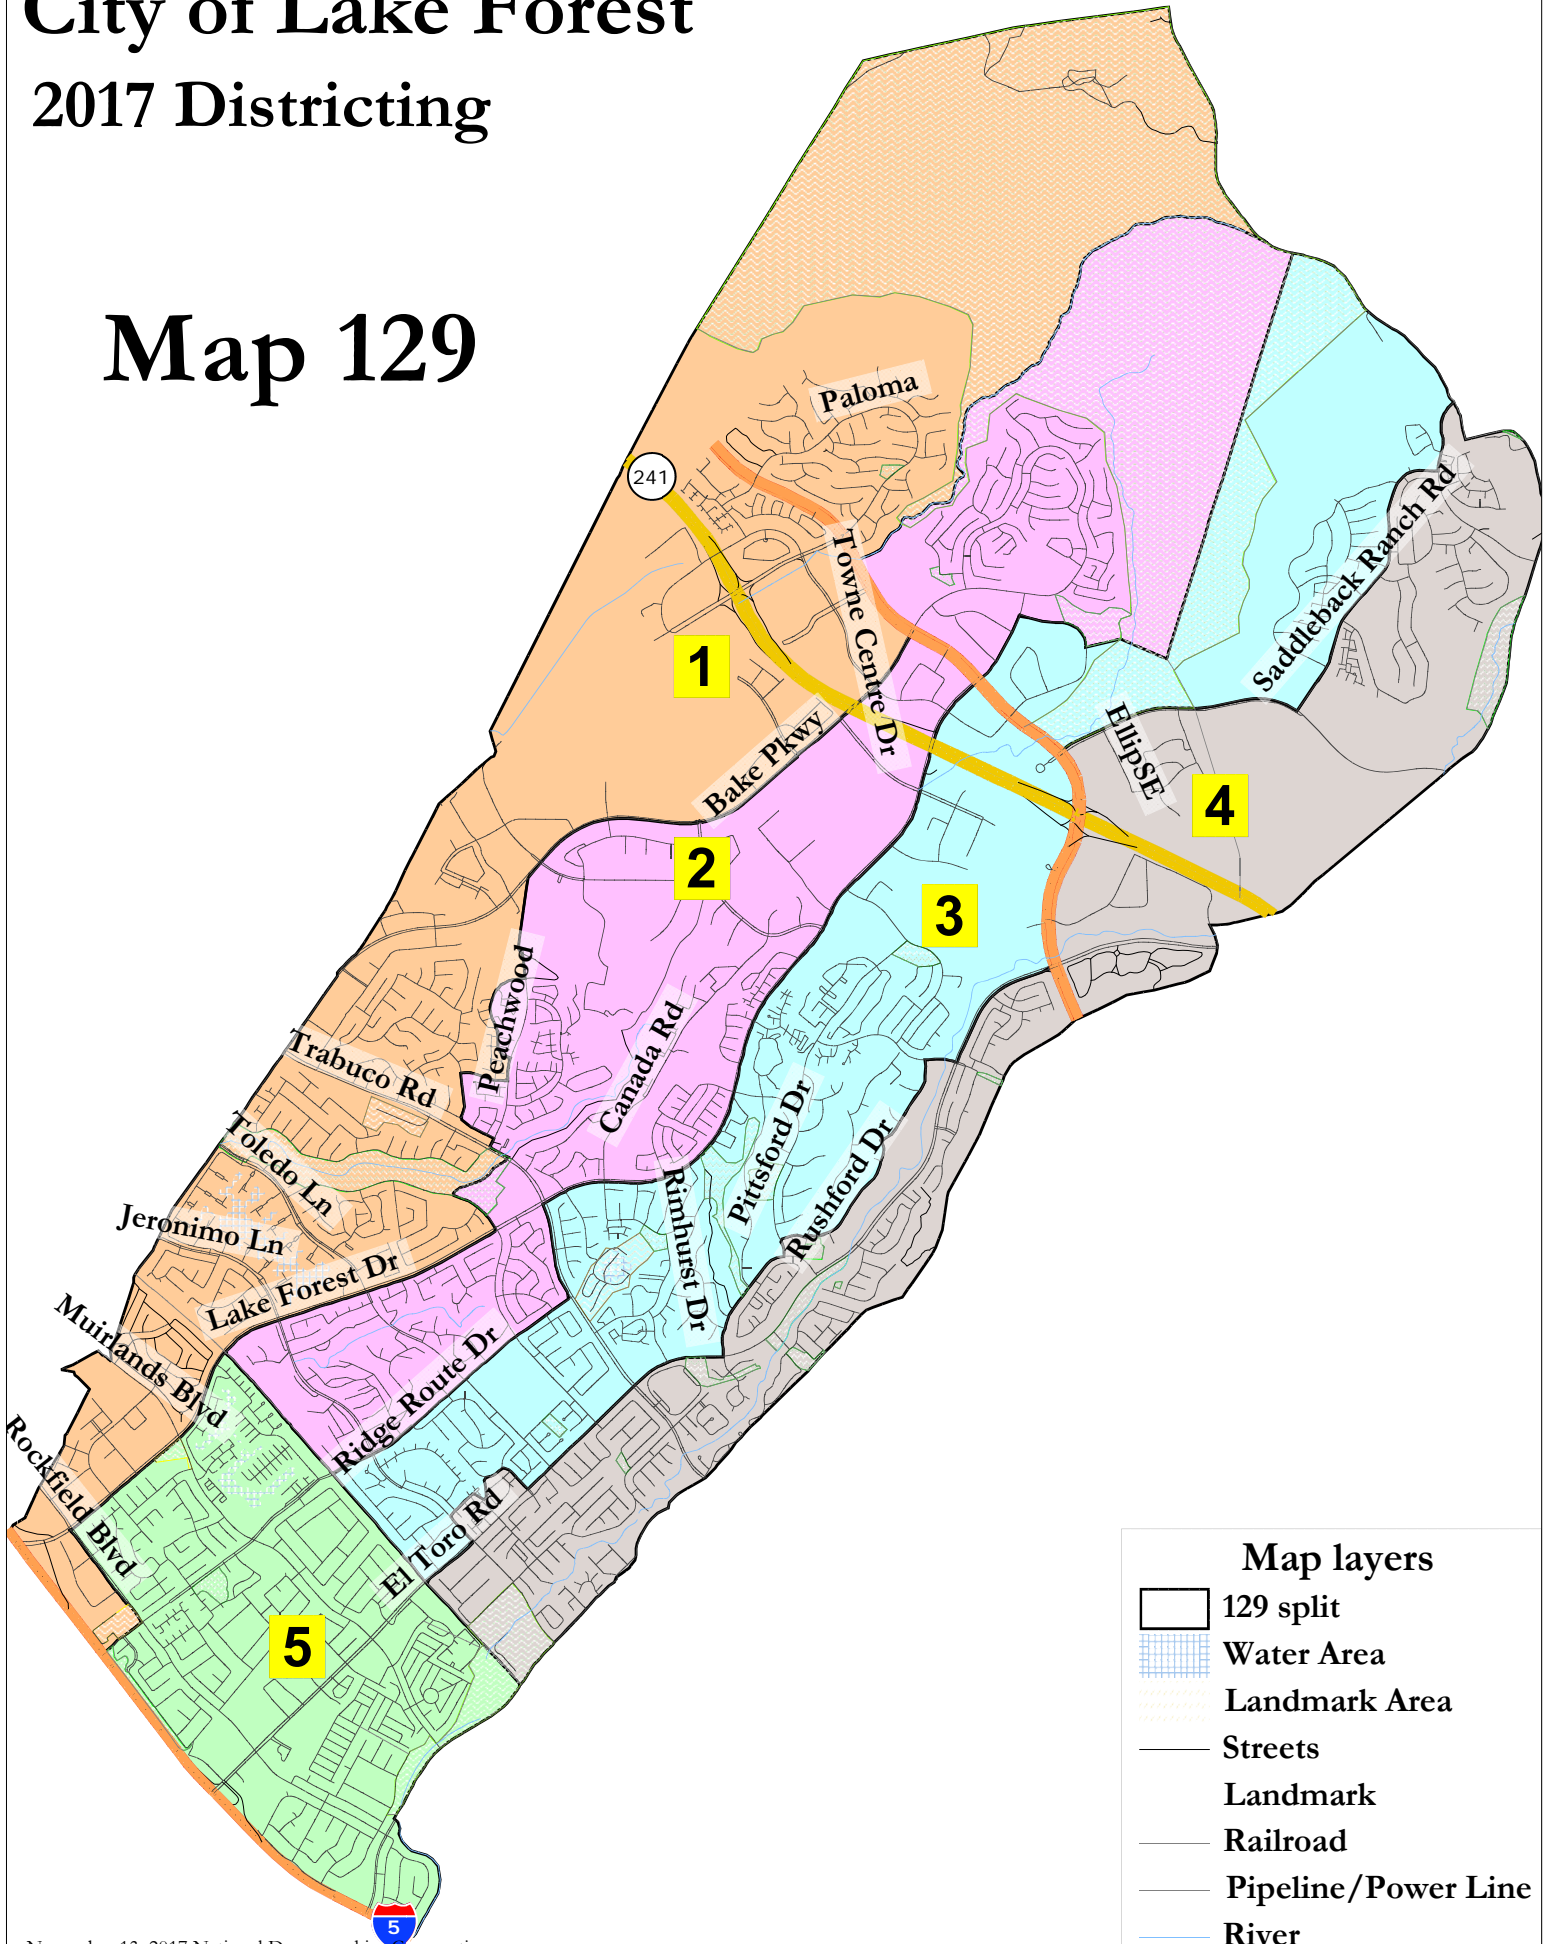 City of Lake Forest
2017 Districting
Map 129
Paloma
241
Towne Centre Dr
Saddleback Ranch Rd
1
Bake Pkwy
EllipSE
4
2
3
Peachwood
Canada Rd
Trabuco Rd
Toledo Ln
Pittsford Dr
Rushford Dr
Rimhurst Dr
Jeronimo Ln
Lake Forest Dr
Muirlands Blvd
Ridge Route Dr
Rockfield Blvd
El Toro Rd
5
5
Map layers
129 split
Water Area
Landmark Area
Streets
Landmark
Railroad
Pipeline/Power Line
River